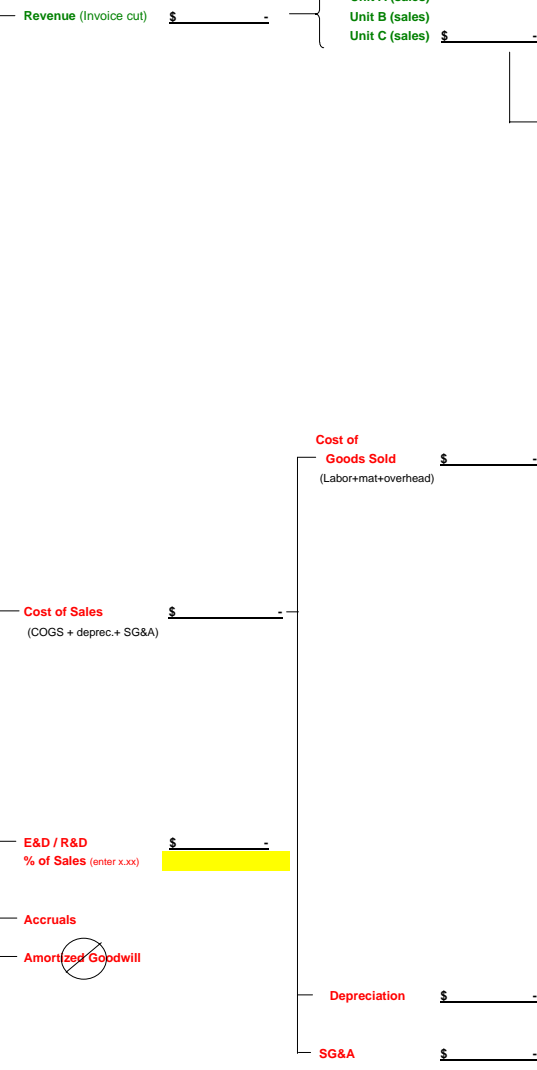 Revenue (Invoice cut) $ -
Unit B (sales)
Unit C (sales) $ -
Cost of
Goods Sold $ -
(Labor+mat+overhead)
Cost of Sales $ -
(COGS + deprec.+ SG&A)
E&D / R&D $ -
% of Sales (enter x.xx)
Accruals
Amortized Goodwill
Depreciation $ -
SG&A $ -